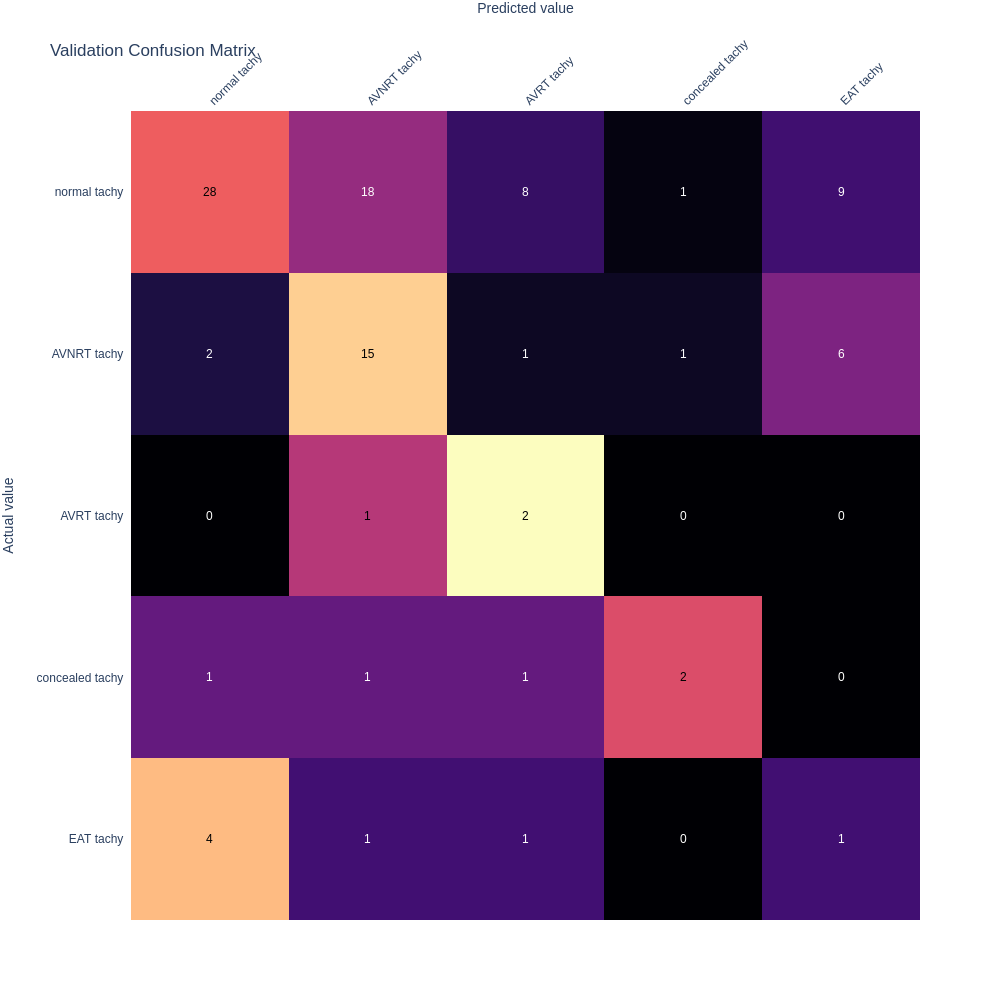 Predicted value
Validation Confusion Matrix
normal tachy
AVNRT tachy
AVRT tachy
concealed tachy
EAT tachy
normal tachy 28 18 8 1 9
AVNRT tachy 2 15 1 1 6
Actual value
AVRT tachy 0 1 2 0 0
concealed tachy 1 1 1 2 0
EAT tachy 4 1 1 0 1